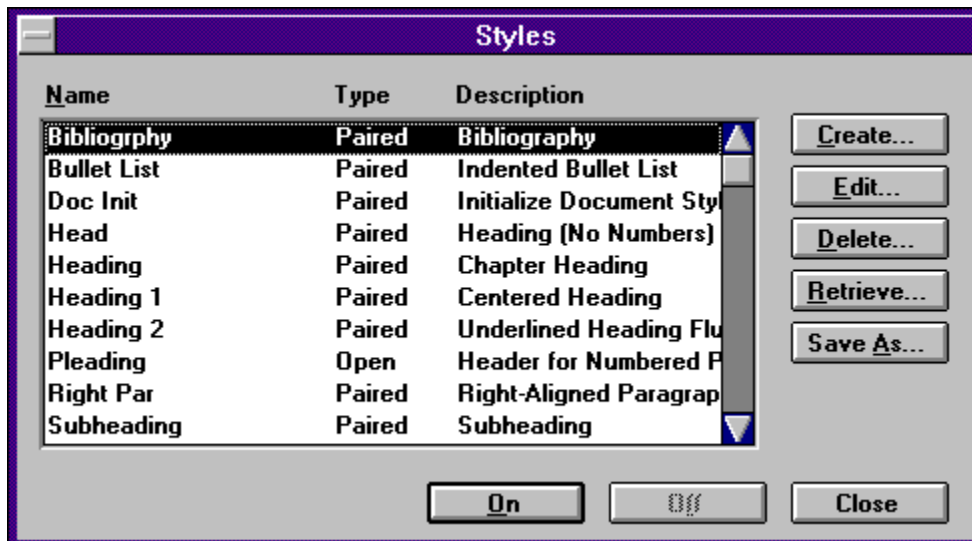 Styles
Name Type Description
Bibliogrphy Paired Bibliography
Bullet List Paired Indented Bullet List
Doc Init Paired Initialize Document Styl
Head Paired Heading (No Numbers)
Heading Paired Chapter Heading
Heading 1 Paired Centered Heading
Heading 2 Paired Underlined Heading Flu
Pleading Open Header for Numbered P
Right Par Paired Right-Aligned Paragrap
Subheading Paired Subheading
Create...
Edit...
Delete...
Retrieve...
Save As...
On Off Close